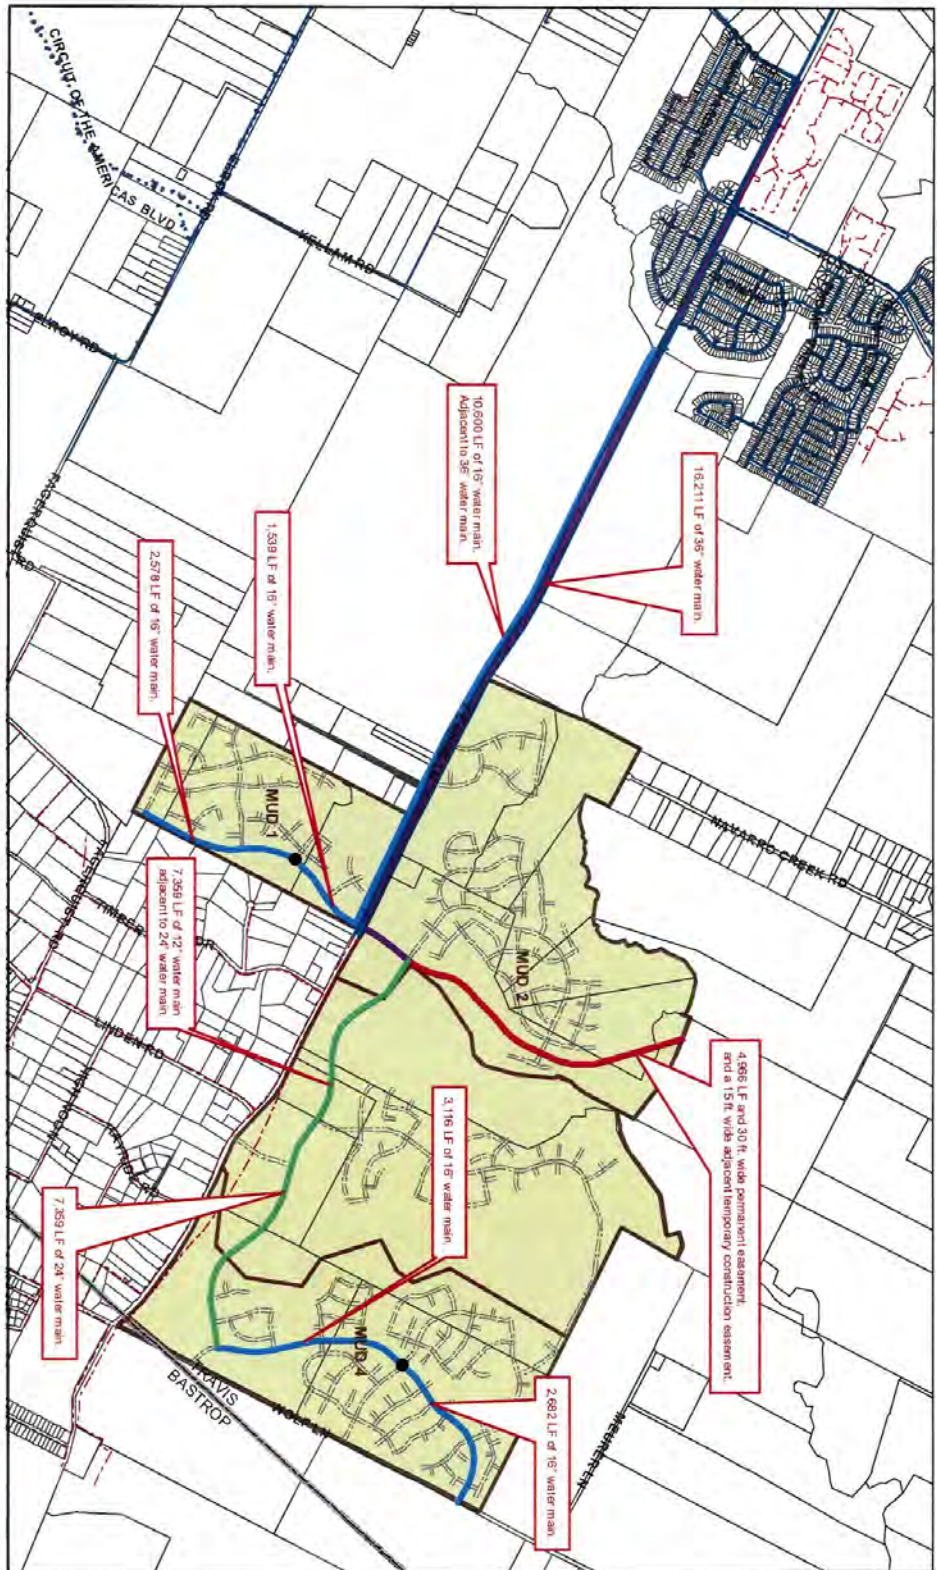 CIRCUIT OF THE AMERICAS BLVD
ELROY RD
KELLAM RD
ELROY RD
FAGERQUIST RD
16,211 LF of 36" water main.
10,600 LF of 16" water main.
Adjacent to 36" water main.
1,539 LF of 16" water main.
2,578 LF of 16" water main.
NAVARRO CREEK RD
MUD 1
MUD 2
4,966 LF and 30 ft. wide permanent easement,
and a 15 ft. wide adjacent temporary construction easement.
7,359 LF of 12" water main
adjacent to 24" water main.
FAGERQUIST RD
LINDEN RD
3,116 LF of 16" water main.
7,359 LF of 24" water main.
MUD 4
2,682 LF of 16" water main.
TRAVIS
BASTROP
WOLF LN
MEURER LN